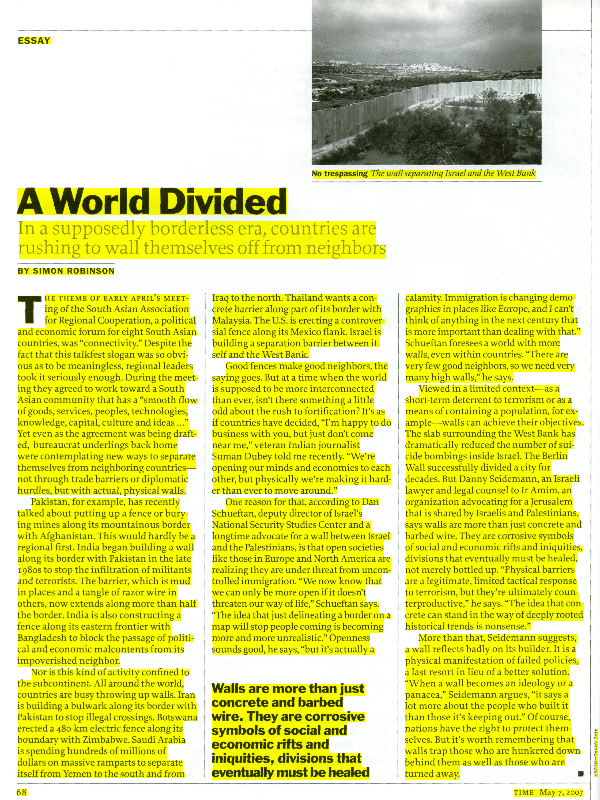 ESSAY
No trespassing The wall separating Israel and the West Bank
A World Divided
In a supposedly borderless era, countries are
rushing to wall themselves off from neighbors
BY SIMON ROBINSON
THE THEME OF EARLY APRIL'S MEET-
ing of the South Asian Association
for Regional Cooperation, a political
and economic forum for eight South Asian
countries, was "connectivity." Despite the
fact that this talkfest slogan was so obvi-
ous as to be meaningless, regional leaders
took it seriously enough. During the meet-
ing they agreed to work toward a South
Asian community that has a "smooth flow
of goods, services, peoples, technologies,
knowledge, capital, culture and ideas ..."
Yet even as the agreement was being draft-
ed, bureaucrat underlings back home
were contemplating new ways to separate
themselves from neighboring countries—
not through trade barriers or diplomatic
hurdles, but with actual, physical walls.
Pakistan, for example, has recently
talked about putting up a fence or bury-
ing mines along its mountainous border
with Afghanistan. This would hardly be a
regional first. India began building a wall
along its border with Pakistan in the late
1980s to stop the infiltration of militants
and terrorists. The barrier, which is mud
in places and a tangle of razor wire in
others, now extends along more than half
the border. India is also constructing a
fence along its eastern frontier with
Bangladesh to block the passage of politi-
cal and economic malcontents from its
impoverished neighbor.
Nor is this kind of activity confined to
the subcontinent. All around the world,
countries are busy throwing up walls. Iran
is building a bulwark along its border with
Pakistan to stop illegal crossings. Botswana
erected a 480-km electric fence along its
boundary with Zimbabwe. Saudi Arabia
is spending hundreds of millions of
dollars on massive ramparts to separate
itself from Yemen to the south and from
Iraq to the north. Thailand wants a con-
crete barrier along part of its border with
Malaysia. The U.S. is erecting a controver-
sial fence along its Mexico flank. Israel is
building a separation barrier between it-
self and the West Bank.
Good fences make good neighbors, the
saying goes. But at a time when the world
is supposed to be more interconnected
than ever, isn't there something a little
odd about the rush to fortification? It's as
if countries have decided, "I'm happy to do
business with you, but just don't come
near me," veteran Indian journalist
Suman Dubey told me recently. "We're
opening our minds and economies to each
other, but physically we're making it hard-
er than ever to move around."
One reason for that, according to Dan
Schueftan, deputy director of Israel's
National Security Studies Center and a
longtime advocate for a wall between Israel
and the Palestinians, is that open societies
like those in Europe and North America are
realizing they are under threat from uncon-
trolled immigration. "We now know that
we can only be more open if it doesn't
threaten our way of life," Schueftan says.
"The idea that just delineating a border on a
map will stop people coming is becoming
more and more unrealistic." Openness
sounds good, he says, "but it's actually a
Walls are more than just
concrete and barbed
wire. They are corrosive
symbols of social and
economic rifts and
iniquities, divisions that
eventually must be healed
calamity. Immigration is changing demo-
graphics in places like Europe, and I can't
think of anything in the next century that
is more important than dealing with that."
Schueftan foresees a world with more
walls, even within countries. "There are
very few good neighbors, so we need very
many high walls," he says.
Viewed in a limited context—as a
short-term deterrent to terrorism or as a
means of containing a population, for ex-
ample—walls can achieve their objectives.
The slab surrounding the West Bank has
dramatically reduced the number of sui-
cide bombings inside Israel. The Berlin
Wall successfully divided a city for
decades. But Danny Seidemann, an Israeli
lawyer and legal counsel to Ir Amim, an
organization advocating for a Jerusalem
that is shared by Israelis and Palestinians,
says walls are more than just concrete and
barbed wire. They are corrosive symbols
of social and economic rifts and iniquities,
divisions that eventually must be healed,
not merely bottled up. "Physical barriers
are a legitimate, limited tactical response
to terrorism, but they're ultimately coun-
terproductive," he says. "The idea that con-
crete can stand in the way of deeply rooted
historical trends is nonsense."
More than that, Seidemann suggests,
a wall reflects badly on its builder. It is a
physical manifestation of failed policies,
a last resort in lieu of a better solution.
"When a wall becomes an ideology or a
panacea," Seidemann argues, "it says a
lot more about the people who built it
than those it's keeping out." Of course,
nations have the right to protect them-
selves. But it's worth remembering that
walls trap those who are hunkered down
behind them as well as those who are
turned away.
68
TIME May 7, 2007